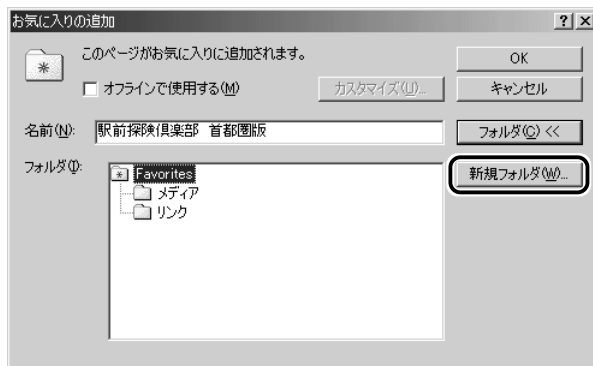 お気に入りの追加
このページがお気に入りに追加されます。
オフラインで使用する(M)
カスタマイズ(U)...
OK
キャンセル
名前(N):
駅前探険倶楽部 首都圏版
フォルダ(C) <<
フォルダ(I):
Favorites
メディア
リンク
新規フォルダ(W)...